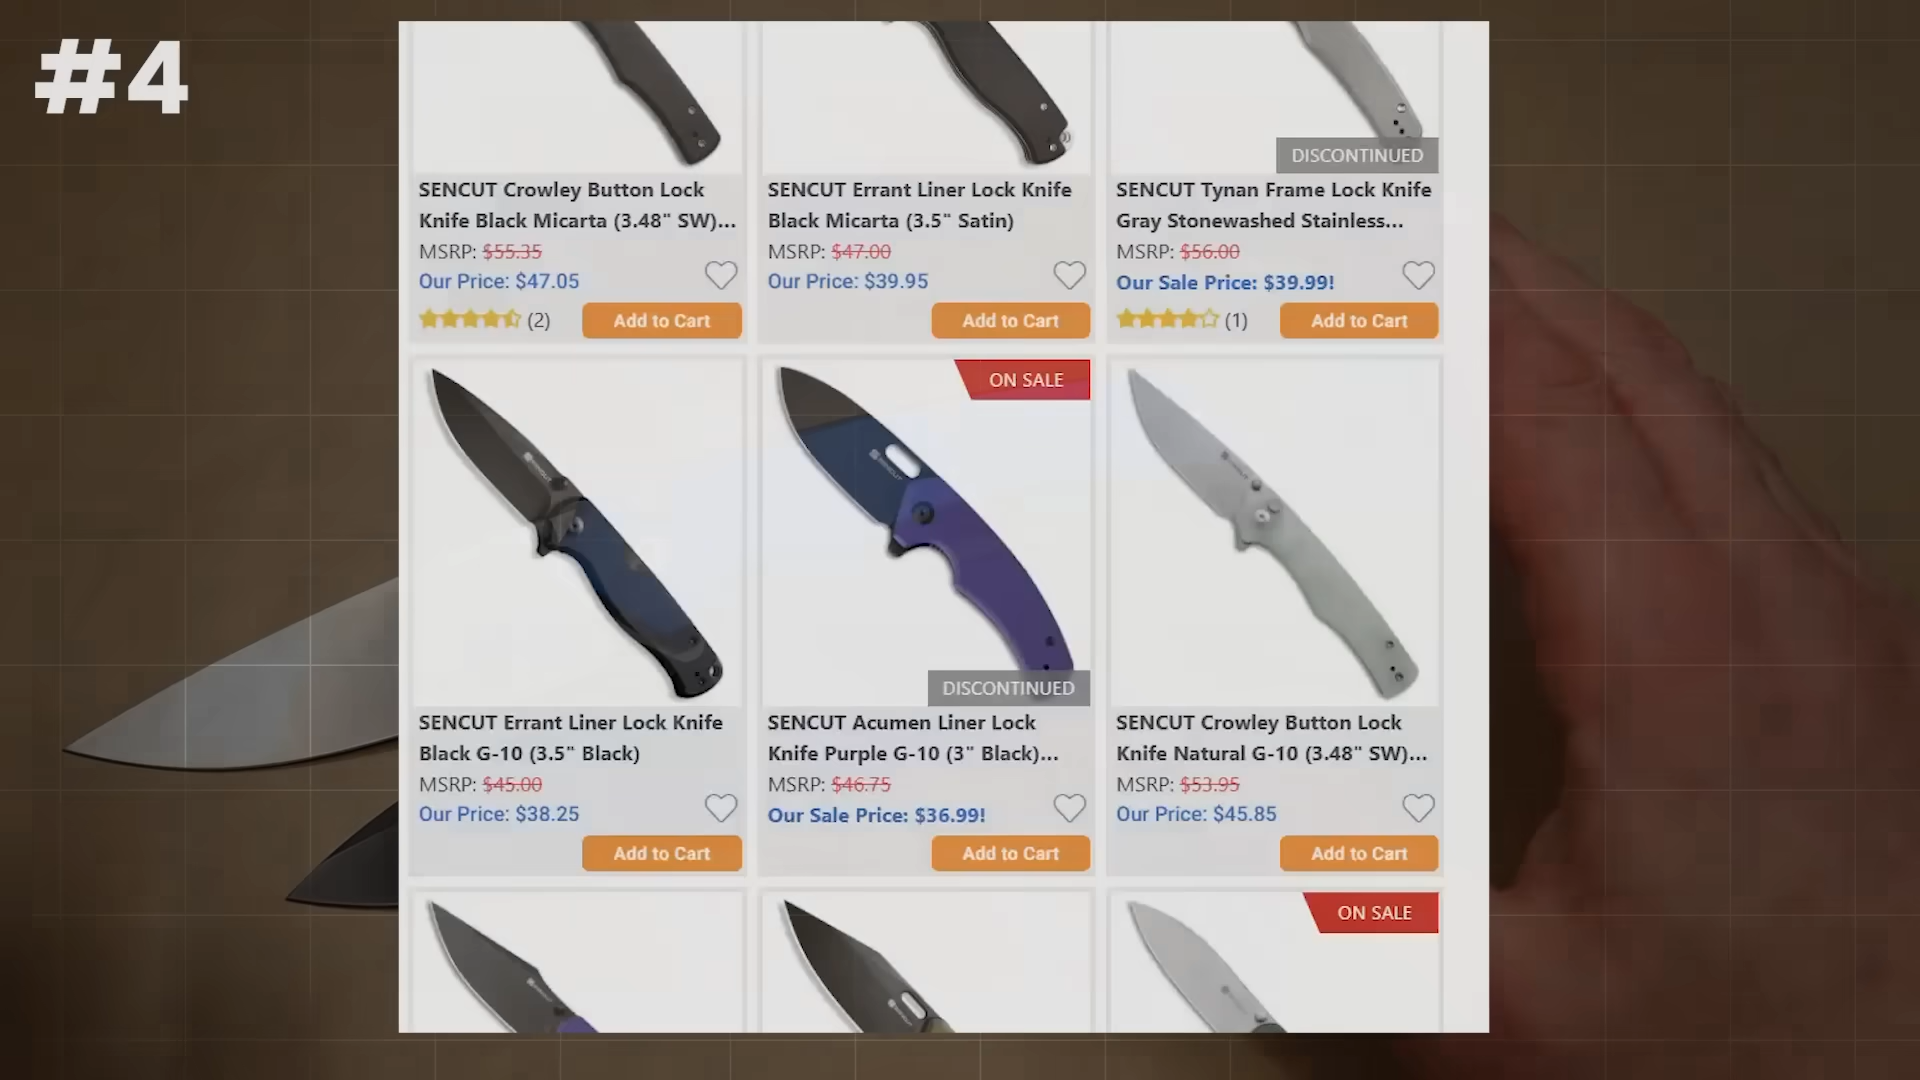 #4
DISCONTINUED
SENCUT Crowley Button Lock
Knife Black Micarta (3.48" SW)...
MSRP: $55.35
Our Price: $47.05
(2)
Add to Cart
SENCUT Errant Liner Lock Knife
Black Micarta (3.5" Satin)
MSRP: $47.00
Our Price: $39.95
Add to Cart
SENCUT Tynan Frame Lock Knife
Gray Stonewashed Stainless...
MSRP: $56.00
Our Sale Price: $39.99!
(1)
Add to Cart
SENCUT
SENCUT Errant Liner Lock Knife
Black G-10 (3.5" Black)
MSRP: $45.00
Our Price: $38.25
Add to Cart
ON SALE
SENCUT
DISCONTINUED
SENCUT Acumen Liner Lock
Knife Purple G-10 (3" Black)...
MSRP: $46.75
Our Sale Price: $36.99!
Add to Cart
SENCUT
SENCUT Crowley Button Lock
Knife Natural G-10 (3.48" SW)...
MSRP: $53.95
Our Price: $45.85
Add to Cart
ON SALE